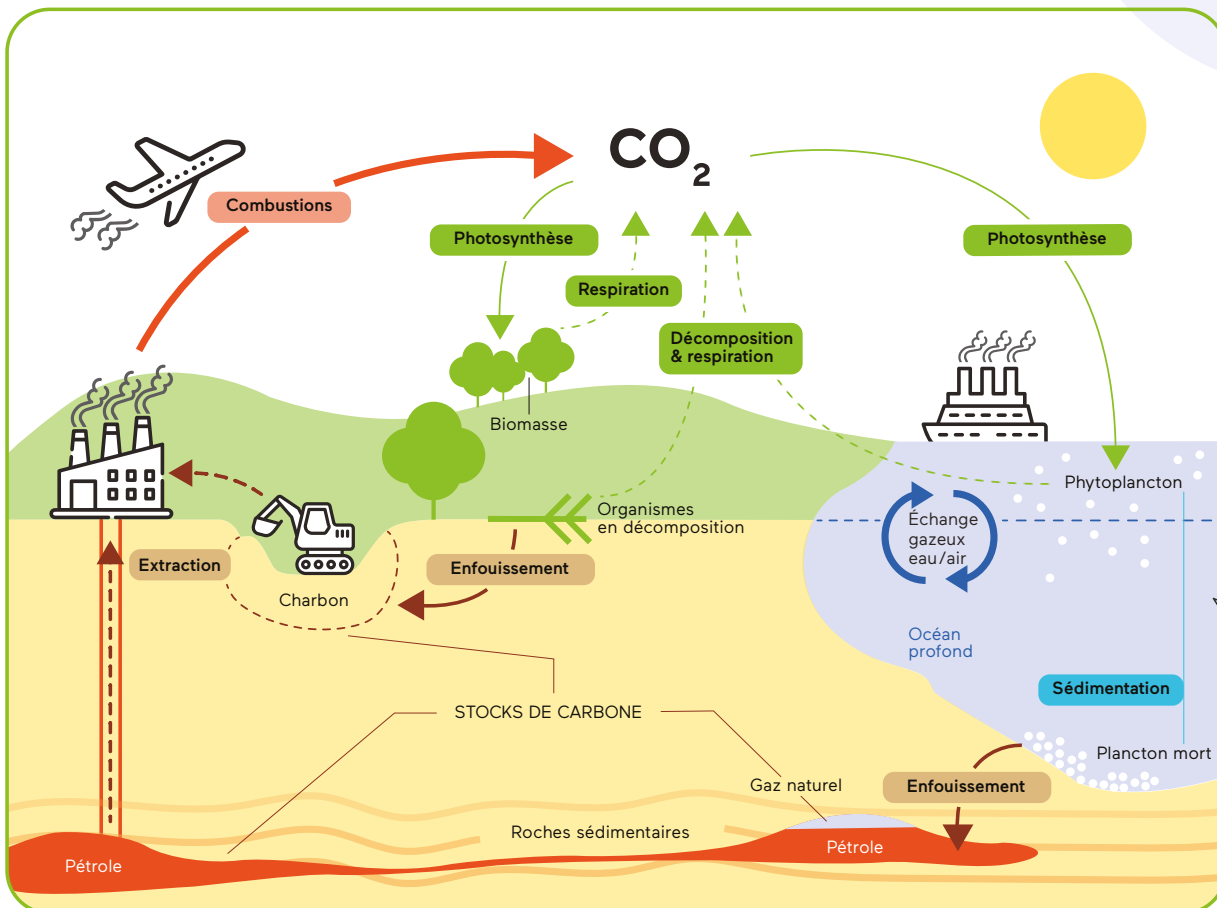 CO₂
Combustions
Photosynthèse
Photosynthèse
Respiration
Décomposition
& respiration
Biomasse
Phytoplancton
Organismes
en décomposition
Échange
gazeux
eau/air
Extraction
Enfouissement
Charbon
Océan
profond
Sédimentation
STOCKS DE CARBONE
Plancton mort
Gaz naturel
Enfouissement
Roches sédimentaires
Pétrole
Pétrole